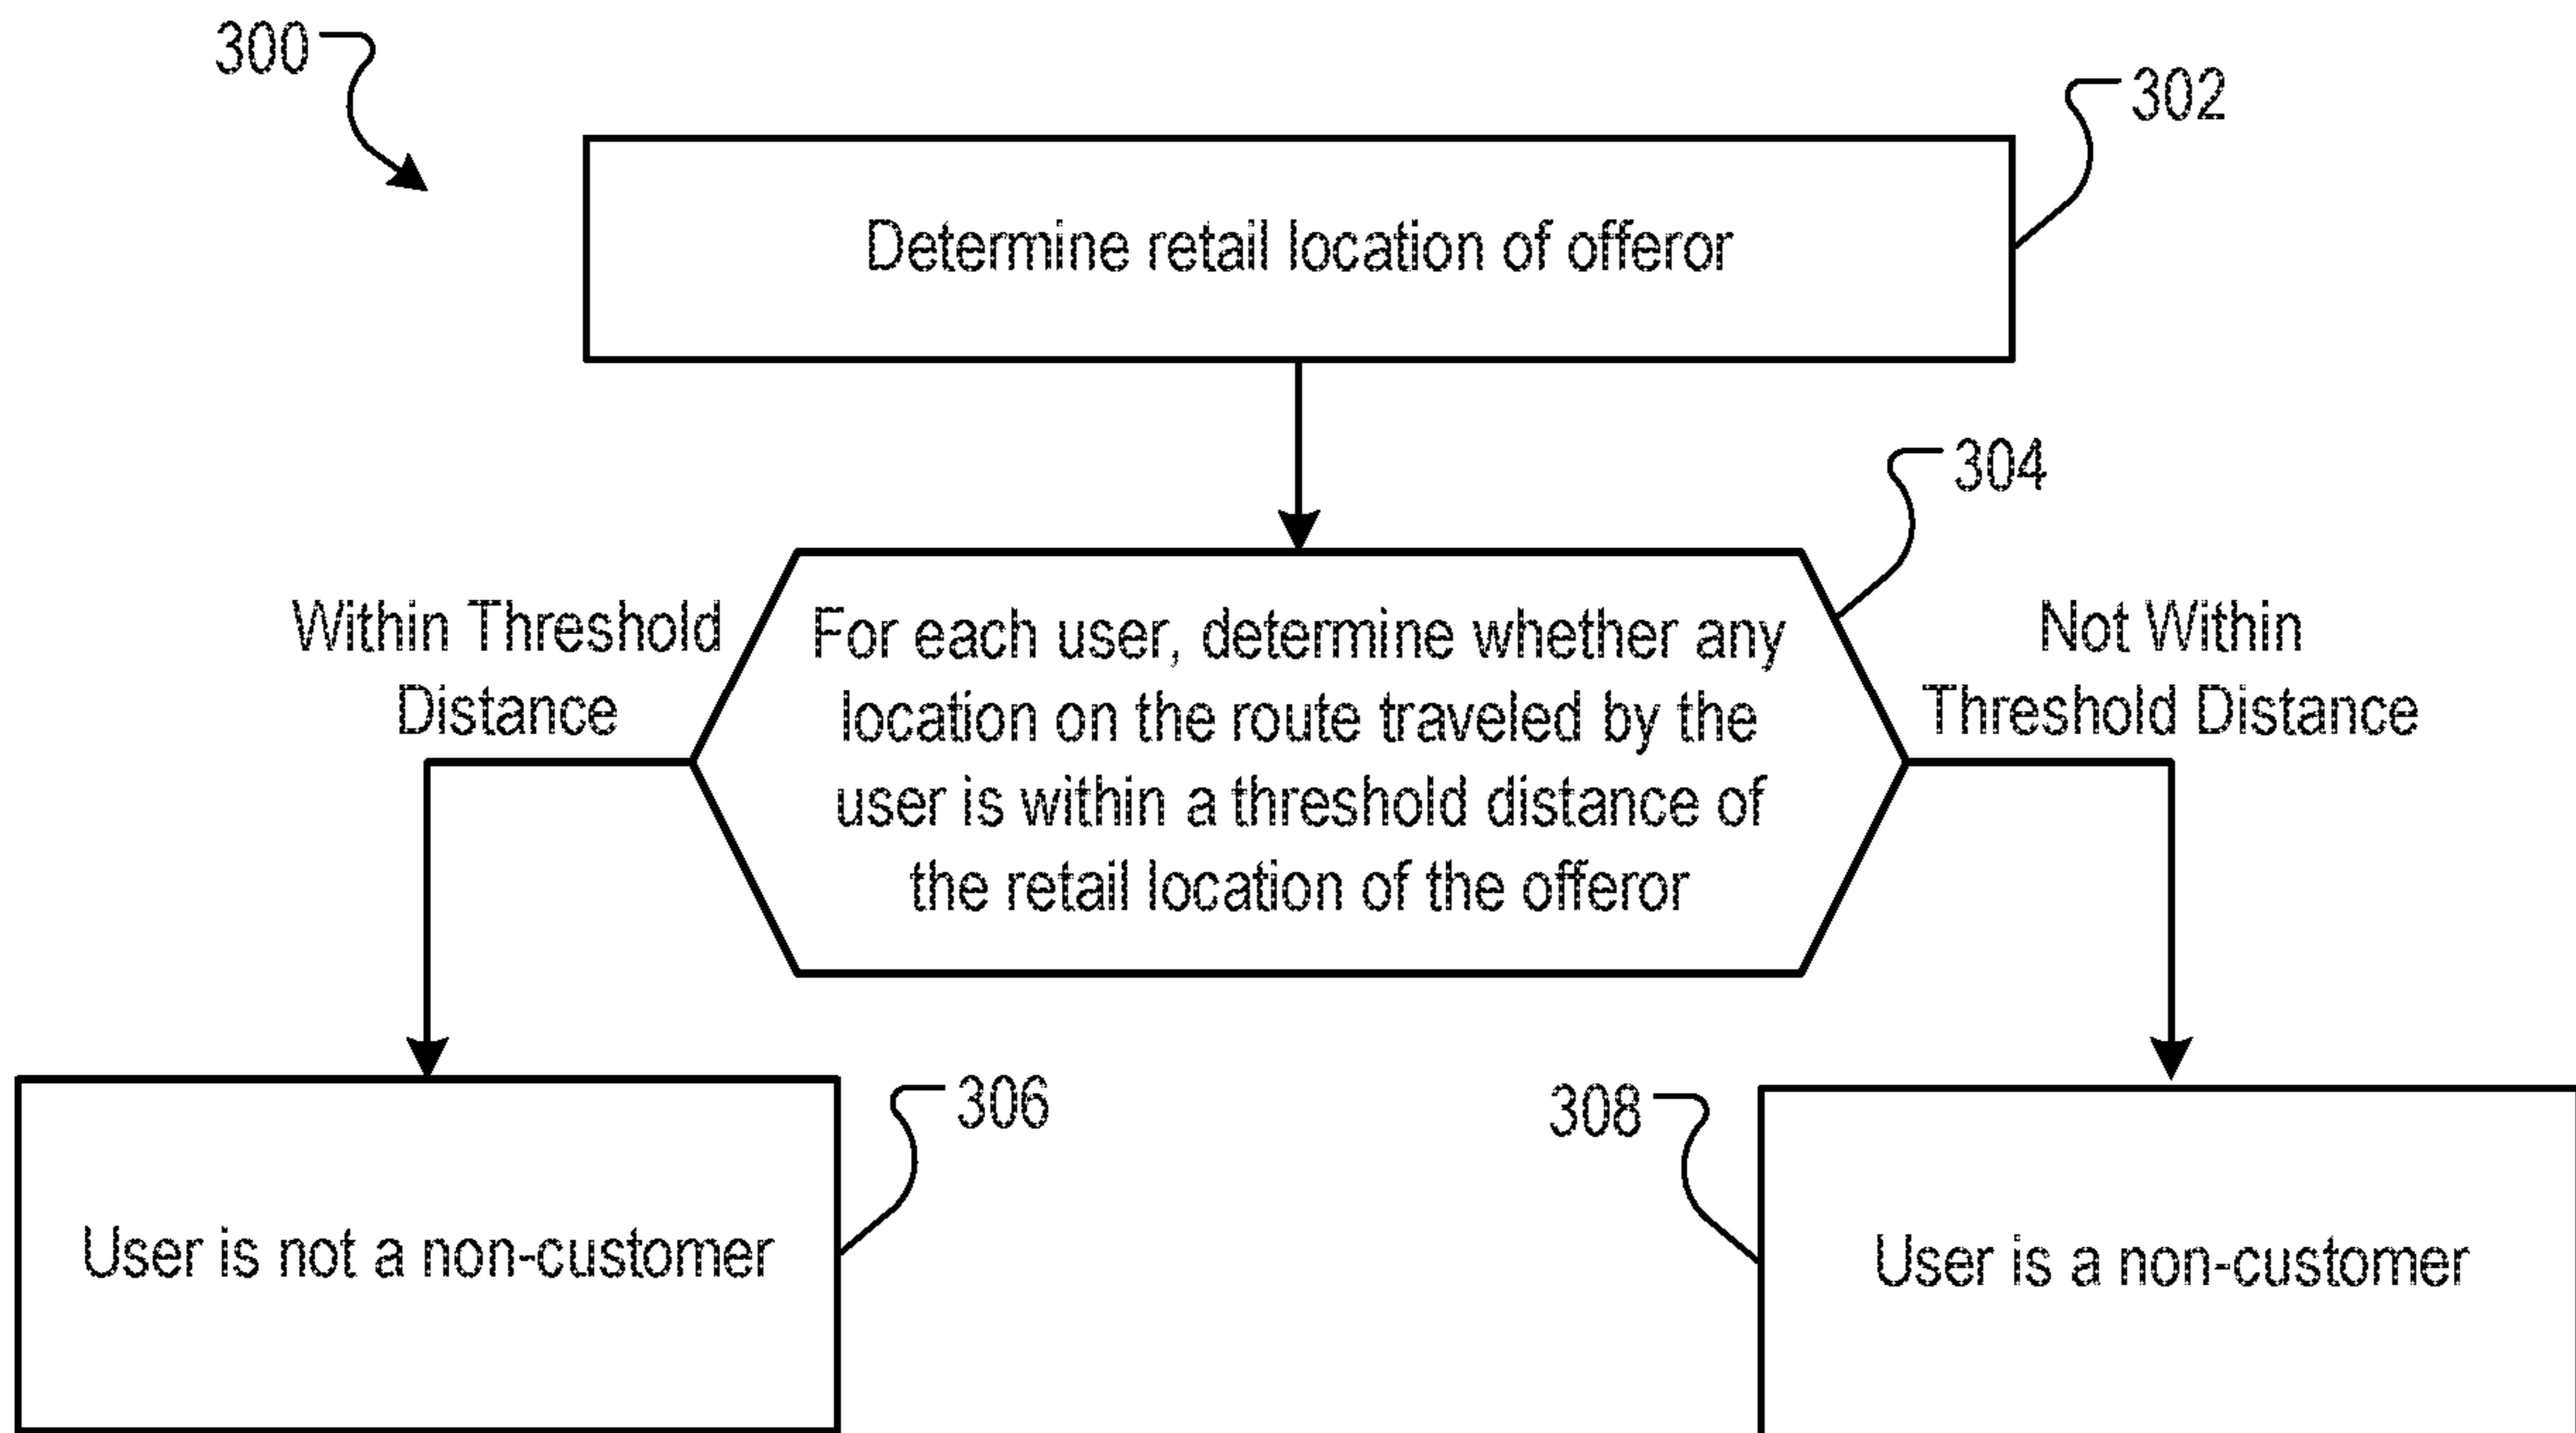 300
302
Determine retail location of offeror
304
Within Threshold
Distance
For each user, determine whether any
location on the route traveled by the
user is within a threshold distance of
the retail location of the offeror
Not Within
Threshold Distance
306
308
User is not a non-customer
User is a non-customer